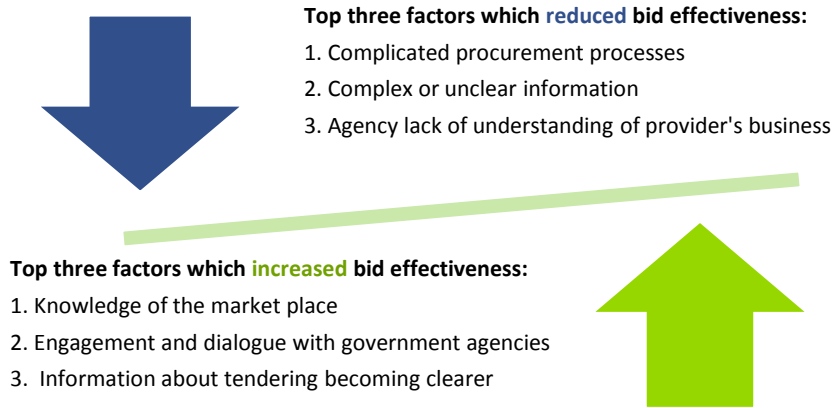 Top three factors which reduced bid effectiveness:
1. Complicated procurement processes
2. Complex or unclear information
3. Agency lack of understanding of provider's business
Top three factors which increased bid effectiveness:
1. Knowledge of the market place
2. Engagement and dialogue with government agencies
3. Information about tendering becoming clearer